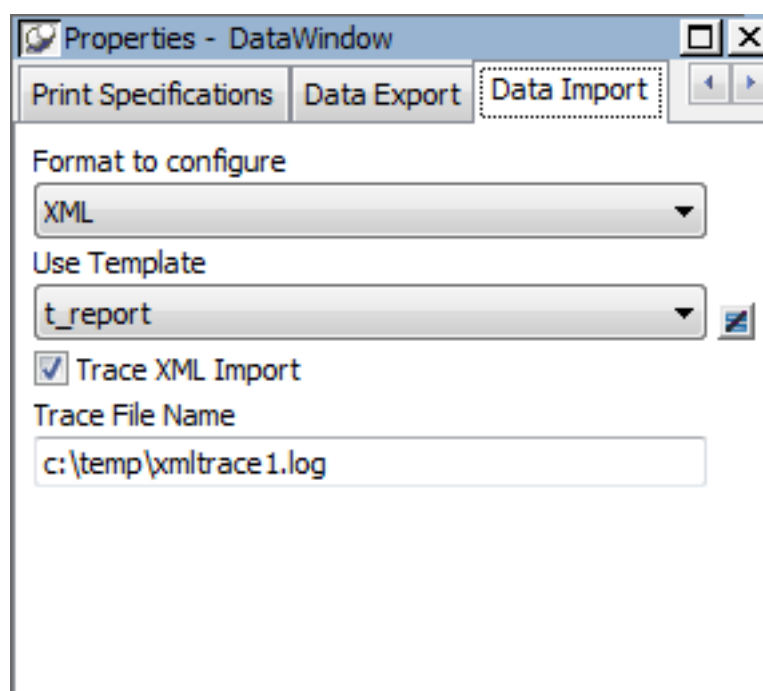 Properties - DataWindow
Print Specifications Data Export Data Import
Format to configure
XML
Use Template
t_report
Trace XML Import
Trace File Name
c:\temp\xmltrace1.log